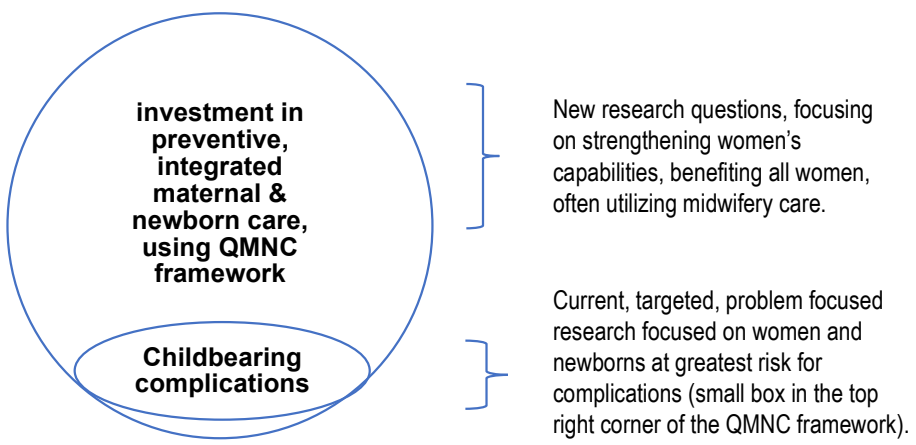 investment in
preventive,
integrated
maternal &
newborn care,
using QMNC
framework
New research questions, focusing
on strengthening women’s
capabilities, benefiting all women,
often utilizing midwifery care.
Childbearing
complications
Current, targeted, problem focused
research focused on women and
newborns at greatest risk for
complications (small box in the top
right corner of the QMNC framework).